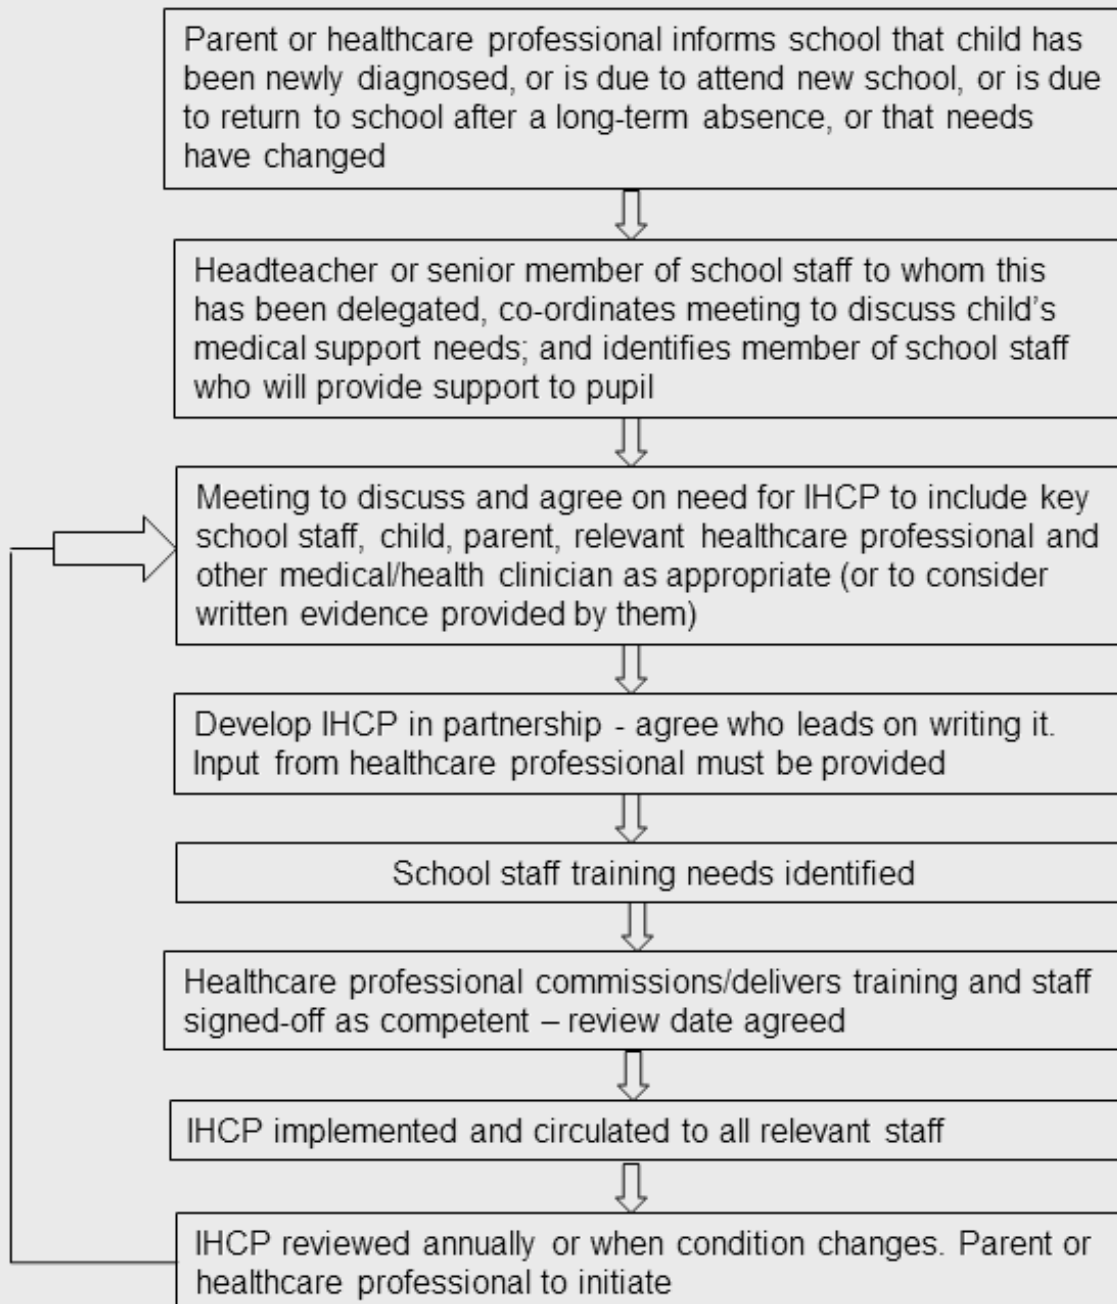 Parent or healthcare professional informs school that child has
been newly diagnosed, or is due to attend new school, or is due
to return to school after a long-term absence, or that needs
have changed
Headteacher or senior member of school staff to whom this
has been delegated, co-ordinates meeting to discuss child's
medical support needs; and identifies member of school staff
who will provide support to pupil
Meeting to discuss and agree on need for IHCP to include key
school staff, child, parent, relevant healthcare professional and
other medical/health clinician as appropriate (or to consider
written evidence provided by them)
Develop IHCP in partnership - agree who leads on writing it.
Input from healthcare professional must be provided
School staff training needs identified
Healthcare professional commissions/delivers training and staff
signed-off as competent – review date agreed
IHCP implemented and circulated to all relevant staff
IHCP reviewed annually or when condition changes. Parent or
healthcare professional to initiate